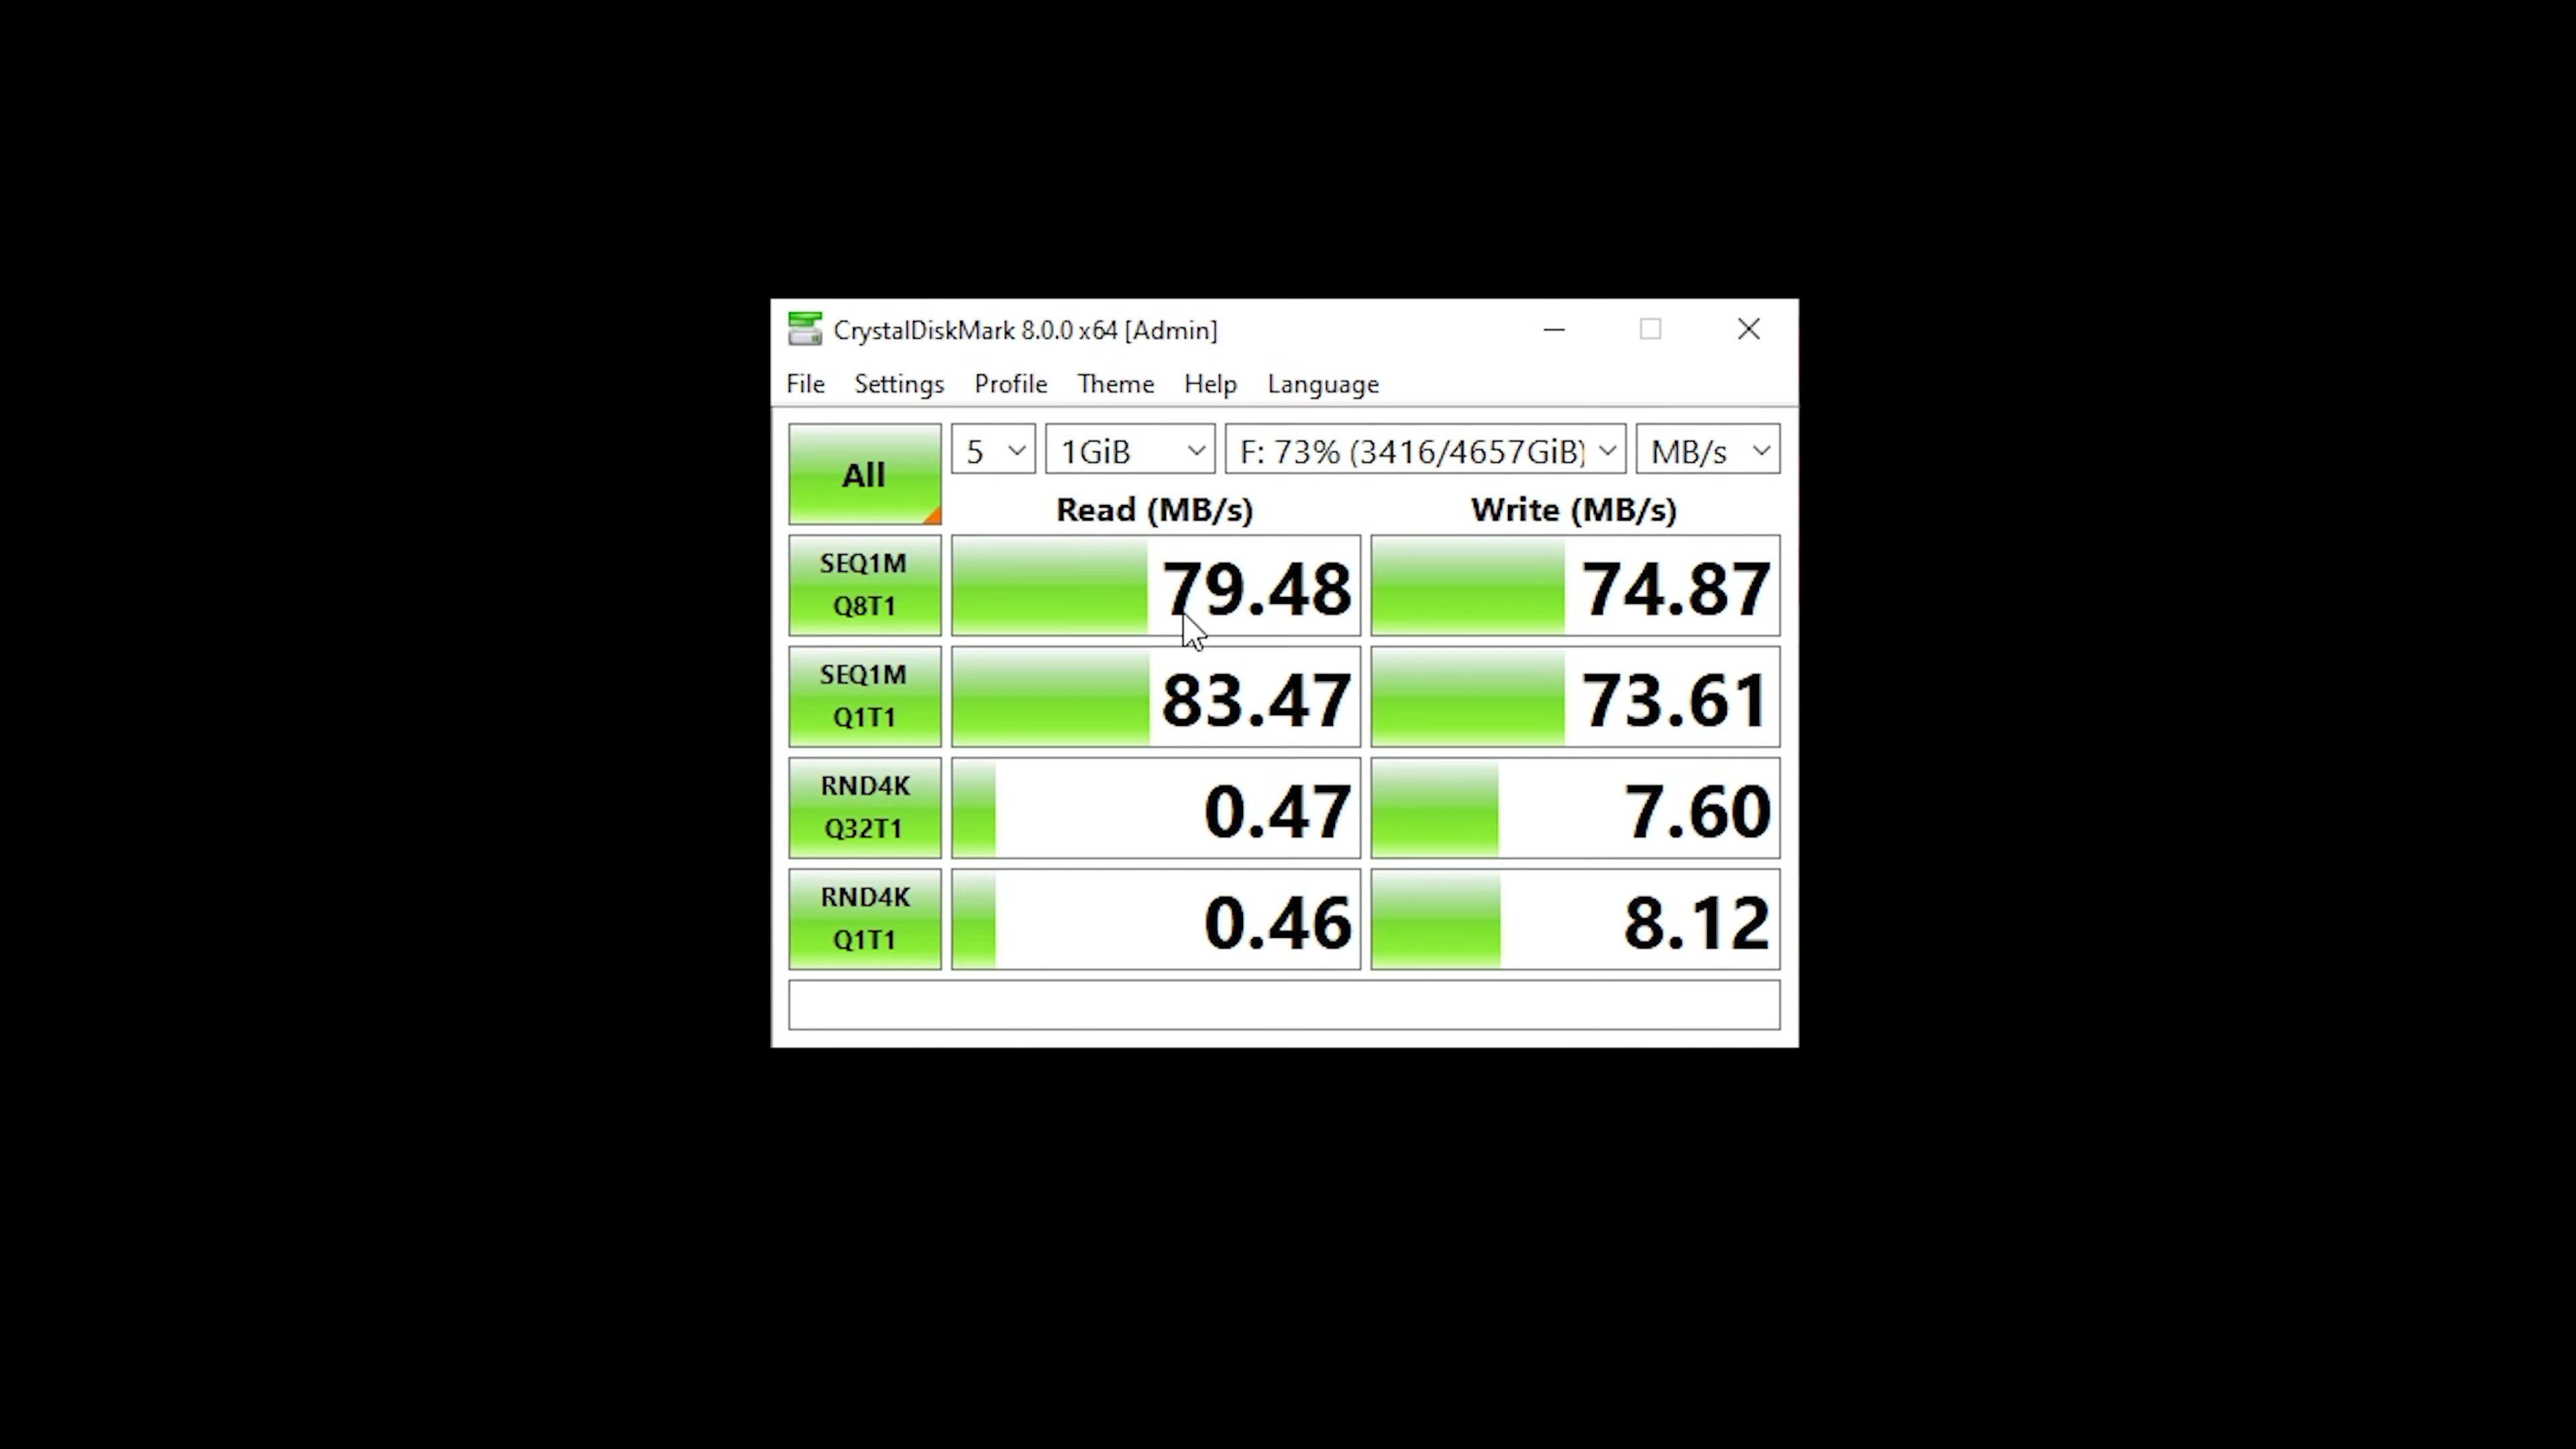 CrystalDiskMark 8.0.0 x64 [Admin]
File Settings Profile Theme Help Language
All 5 1GiB F: 73% (3416/4657GiB) MB/s
Read (MB/s) Write (MB/s)
SEQ1M
Q8T1
79.48 74.87
SEQ1M
Q1T1
83.47 73.61
RND4K
Q32T1
0.47 7.60
RND4K
Q1T1
0.46 8.12